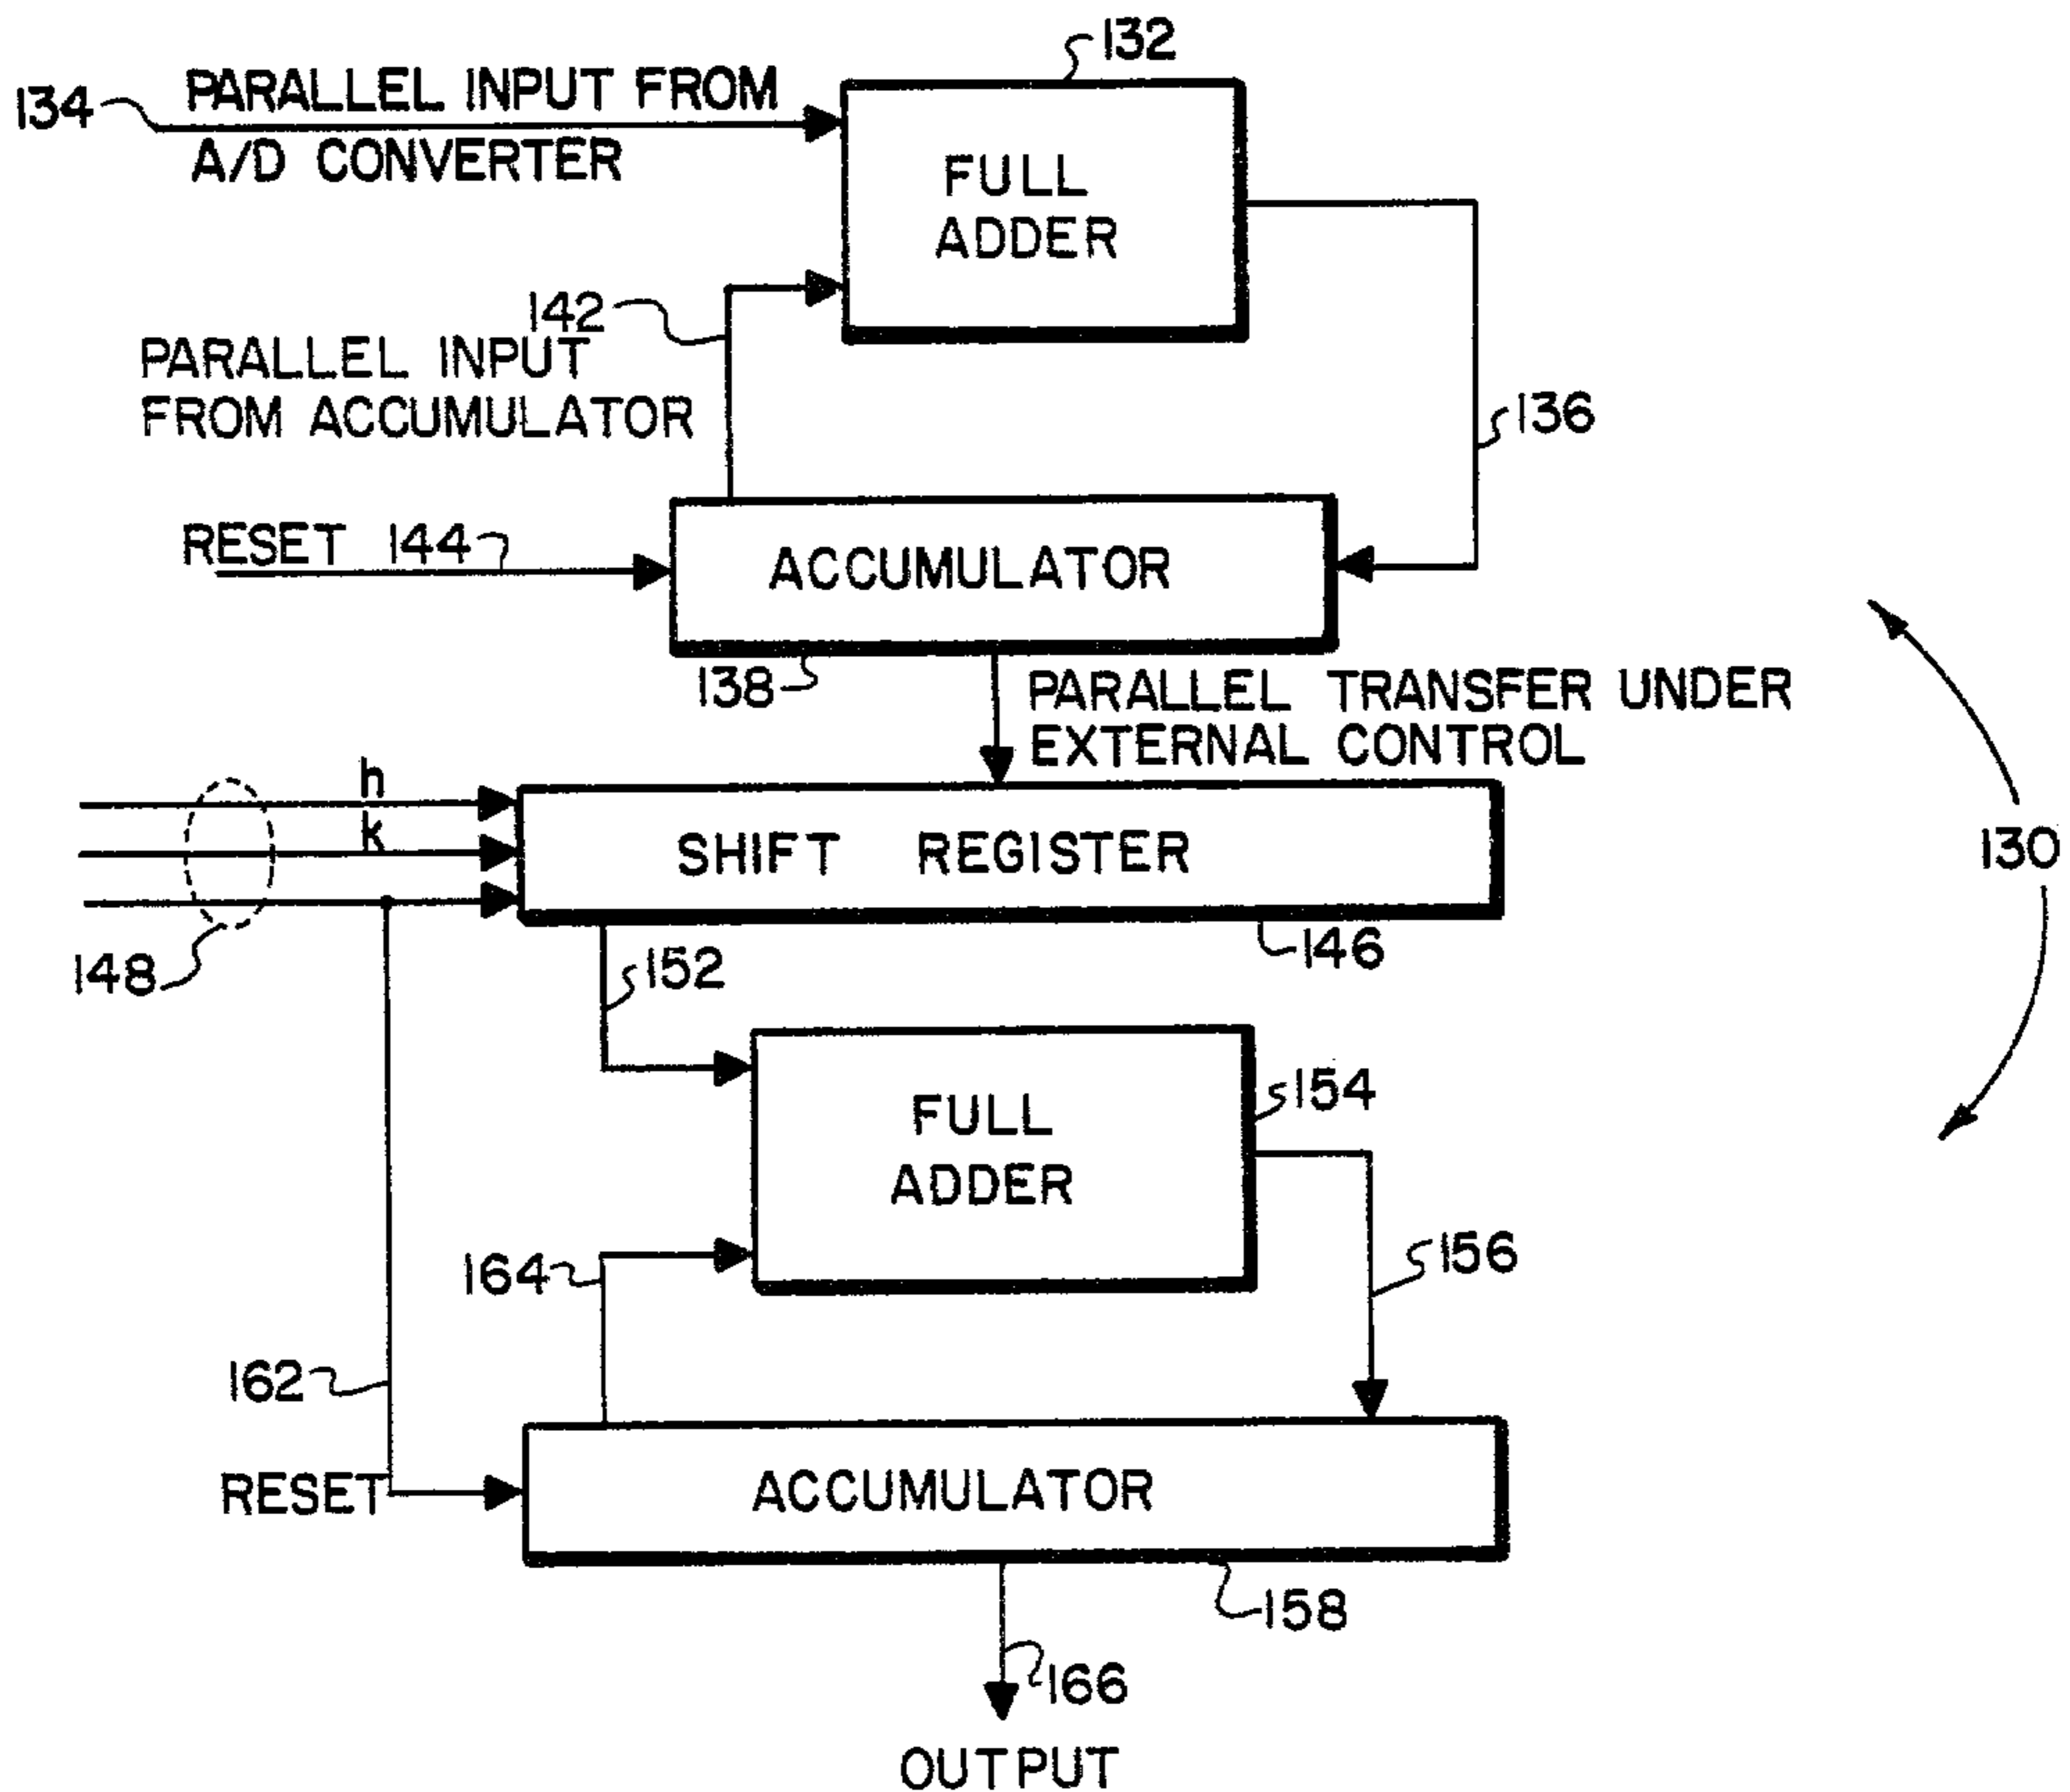 132
134
PARALLEL INPUT FROM
A/D CONVERTER
FULL
ADDER
142
PARALLEL INPUT
FROM ACCUMULATOR
136
RESET 144
ACCUMULATOR
138
PARALLEL TRANSFER UNDER
EXTERNAL CONTROL
h
k
SHIFT REGISTER
130
148
152
146
FULL
ADDER
154
164
156
162
RESET
ACCUMULATOR
158
166
OUTPUT